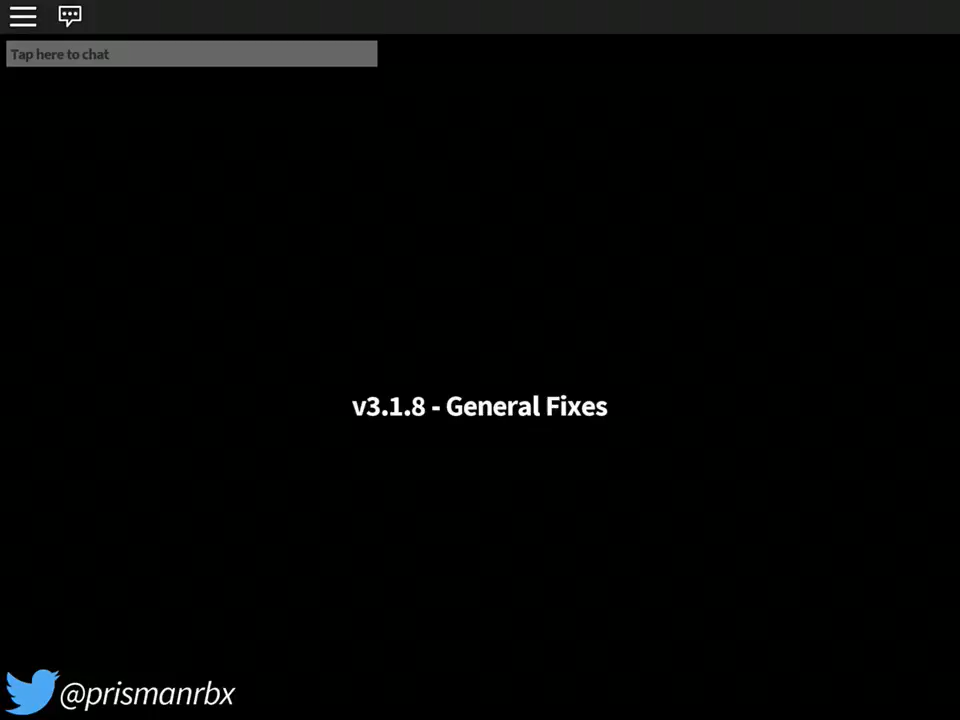 Tap here to chat
v3.1.8 - General Fixes
@prismanrbx